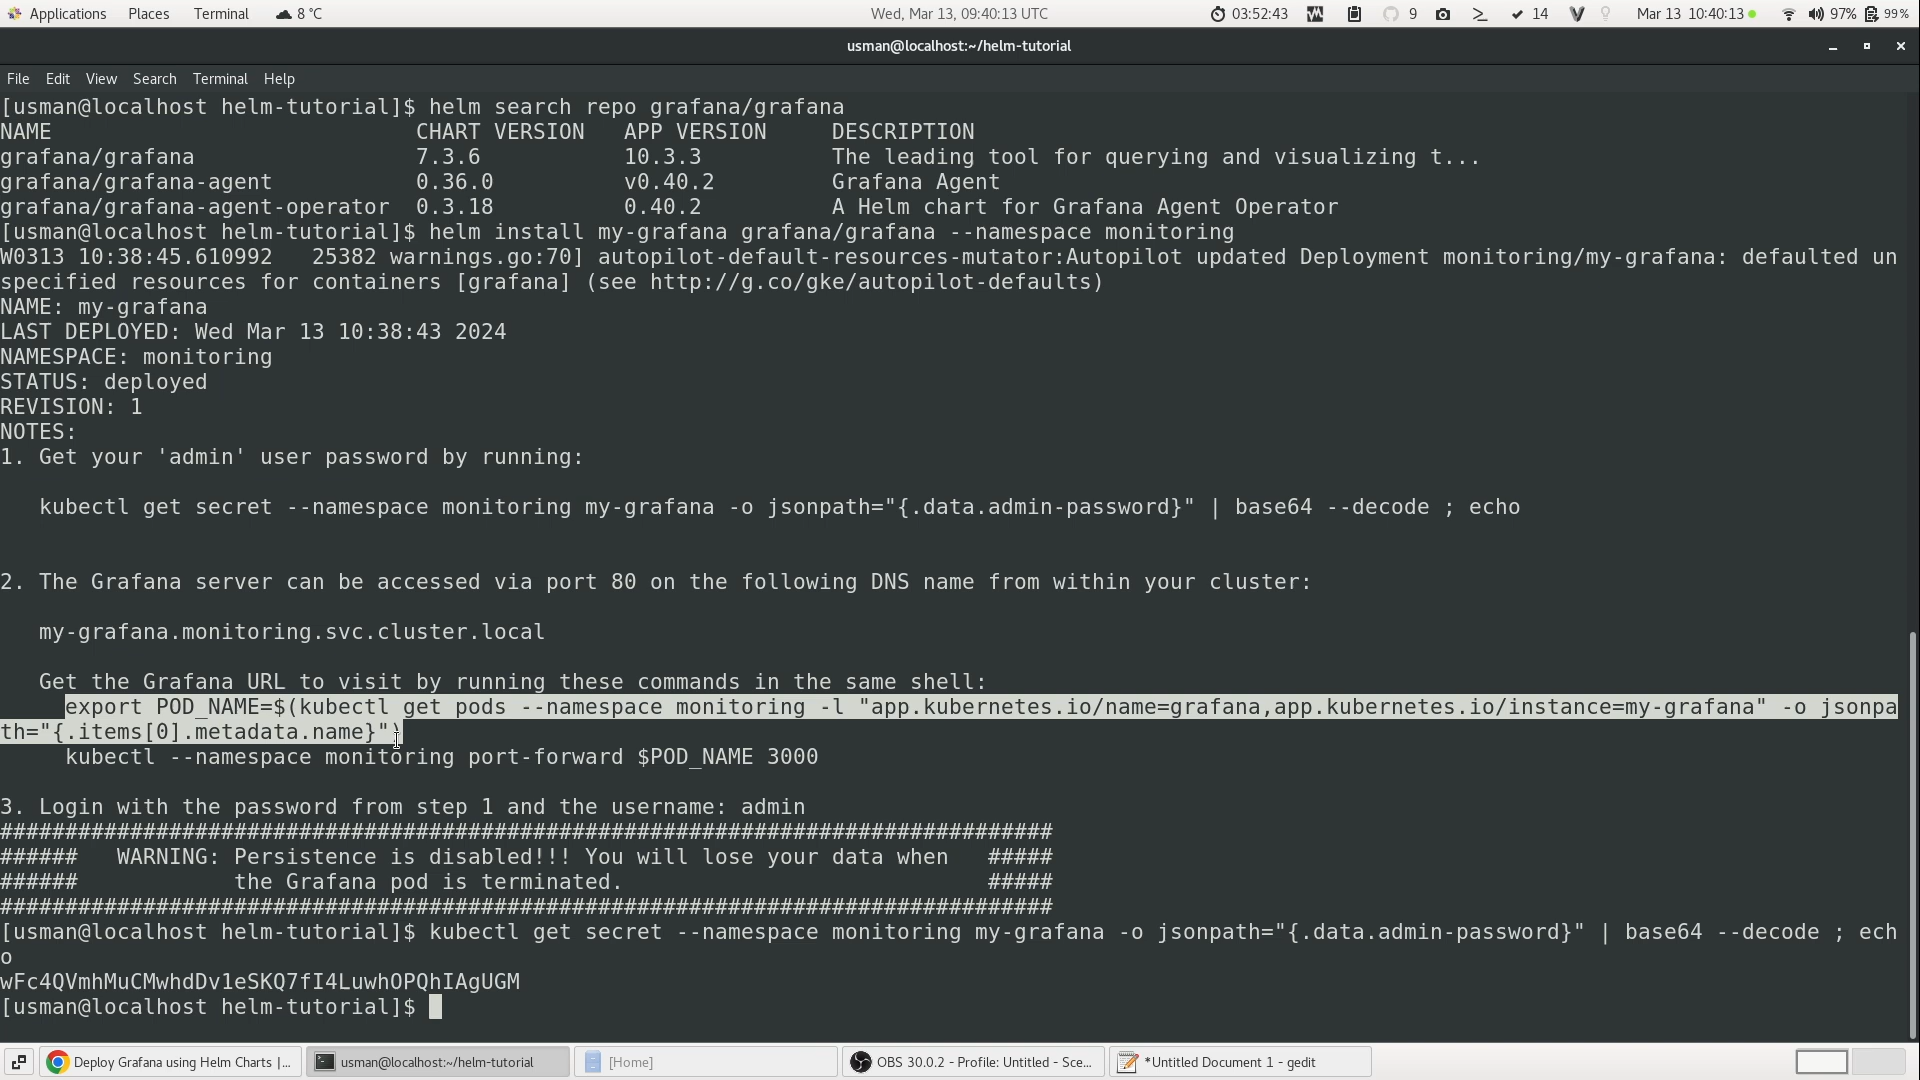 Applications Places Terminal 8 °C Wed, Mar 13, 09:40:13 UTC 03:52:43 9 14 Mar 13 10:40:13 97% 99%
usman@localhost:~/helm-tutorial
File Edit View Search Terminal Help
[usman@localhost helm-tutorial]$ helm search repo grafana/grafana
NAME CHART VERSION APP VERSION DESCRIPTION
grafana/grafana 7.3.6 10.3.3 The leading tool for querying and visualizing t...
grafana/grafana-agent 0.36.0 v0.40.2 Grafana Agent
grafana/grafana-agent-operator 0.3.18 0.40.2 A Helm chart for Grafana Agent Operator
[usman@localhost helm-tutorial]$ helm install my-grafana grafana/grafana --namespace monitoring
W0313 10:38:45.610992 25382 warnings.go:70] autopilot-default-resources-mutator:Autopilot updated Deployment monitoring/my-grafana: defaulted un
specified resources for containers [grafana] (see http://g.co/gke/autopilot-defaults)
NAME: my-grafana
LAST DEPLOYED: Wed Mar 13 10:38:43 2024
NAMESPACE: monitoring
STATUS: deployed
REVISION: 1
NOTES:
1. Get your 'admin' user password by running:
kubectl get secret --namespace monitoring my-grafana -o jsonpath="{.data.admin-password}" | base64 --decode ; echo
2. The Grafana server can be accessed via port 80 on the following DNS name from within your cluster:
my-grafana.monitoring.svc.cluster.local
Get the Grafana URL to visit by running these commands in the same shell:
export POD_NAME=$(kubectl get pods --namespace monitoring -l "app.kubernetes.io/name=grafana,app.kubernetes.io/instance=my-grafana" -o jsonpa
th="{.items[0].metadata.name}")
kubectl --namespace monitoring port-forward $POD_NAME 3000
3. Login with the password from step 1 and the username: admin
#################################################################################
###### WARNING: Persistence is disabled!!! You will lose your data when #####
###### the Grafana pod is terminated. #####
#################################################################################
[usman@localhost helm-tutorial]$ kubectl get secret --namespace monitoring my-grafana -o jsonpath="{.data.admin-password}" | base64 --decode ; ech
o
wFc4QVmhMuCMwhdDv1eSKQ7fI4LuwhOPQhIAgUGM
[usman@localhost helm-tutorial]$
Deploy Grafana using Helm Charts |... usman@localhost:~/helm-tutorial [Home] OBS 30.0.2 - Profile: Untitled - Sce... *Untitled Document 1 - gedit